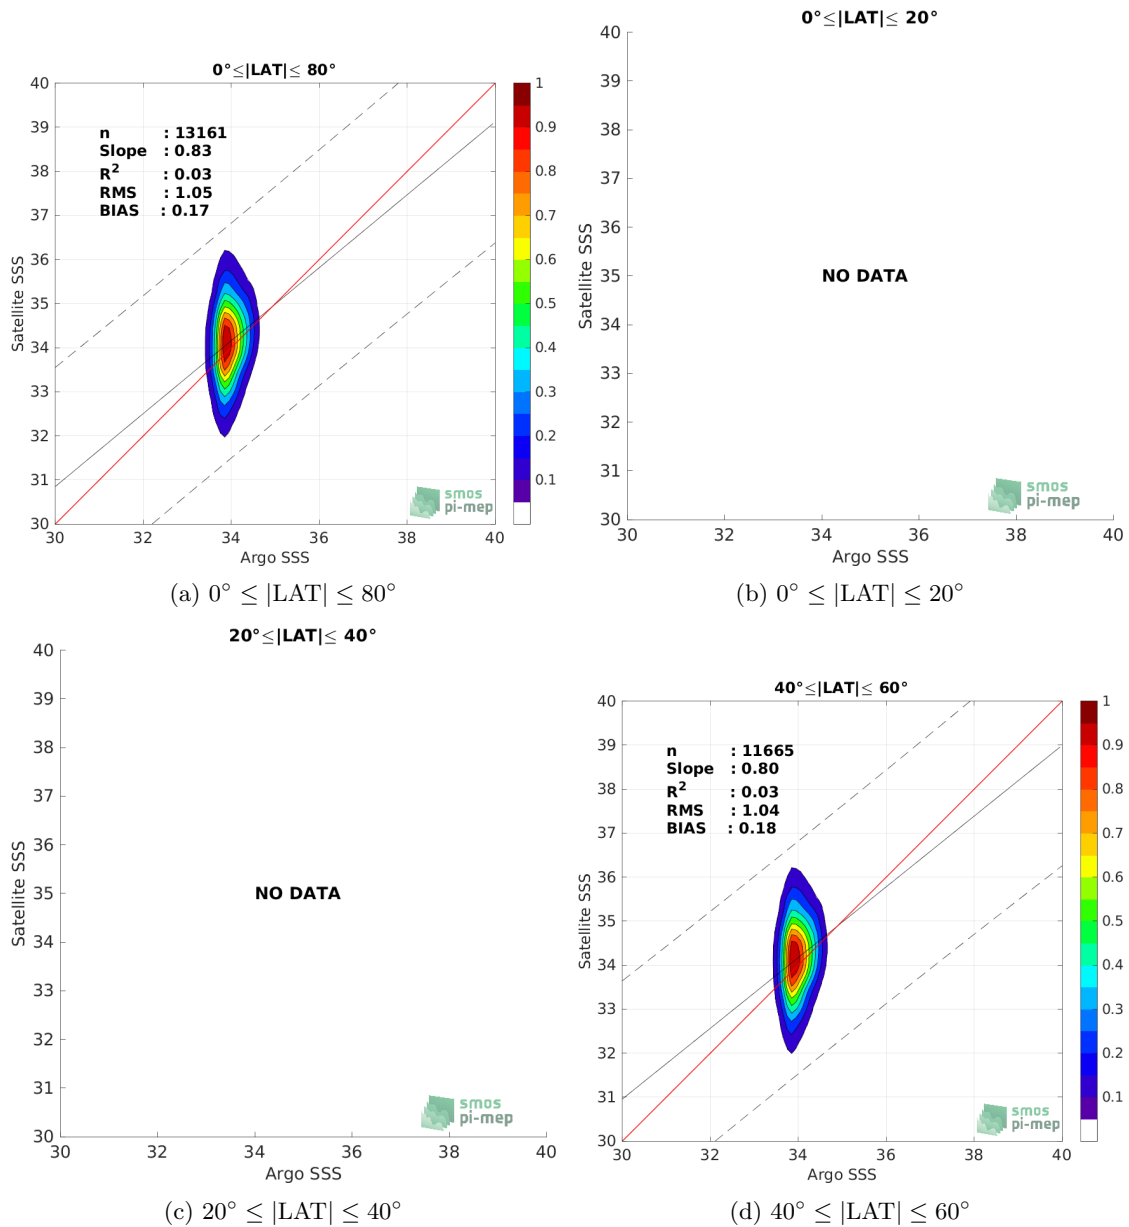 0°≤|LAT|≤ 80°
n : 13161
Slope : 0.83
R² : 0.03
RMS : 1.05
BIAS : 0.17
40
39
38
37
36
35
34
33
32
31
30
Satellite SSS
30 32 34 36 38 40
Argo SSS
1
0.9
0.8
0.7
0.6
0.5
0.4
0.3
0.2
0.1
smos
pi-mep
(a) 0° ≤ |LAT| ≤ 80°
0°≤|LAT|≤ 20°
40
39
38
37
36
35
34
33
32
31
30
Satellite SSS
NO DATA
30 32 34 36 38 40
Argo SSS
smos
pi-mep
(b) 0° ≤ |LAT| ≤ 20°
20°≤|LAT|≤ 40°
40
39
38
37
36
35
34
33
32
31
30
Satellite SSS
NO DATA
30 32 34 36 38 40
Argo SSS
smos
pi-mep
(c) 20° ≤ |LAT| ≤ 40°
40°≤|LAT|≤ 60°
n : 11665
Slope : 0.80
R² : 0.03
RMS : 1.04
BIAS : 0.18
40
39
38
37
36
35
34
33
32
31
30
Satellite SSS
30 32 34 36 38 40
Argo SSS
1
0.9
0.8
0.7
0.6
0.5
0.4
0.3
0.2
0.1
smos
pi-mep
(d) 40° ≤ |LAT| ≤ 60°